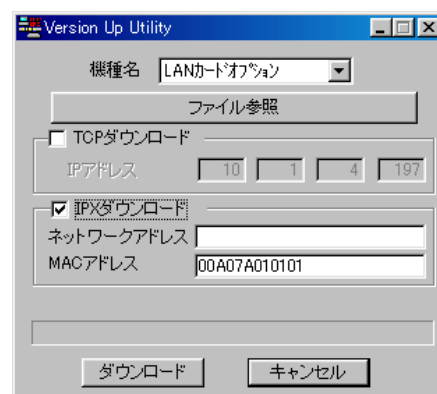 Version Up Utility
機種名 LANｶｰﾄﾞｵﾌﾟｼｮﾝ
ファイル参照
TCPダウンロード
IPアドレス 10 1 4 197
IPXダウンロード
ネットワークアドレス
MACアドレス 00A07A010101
ダウンロード キャンセル